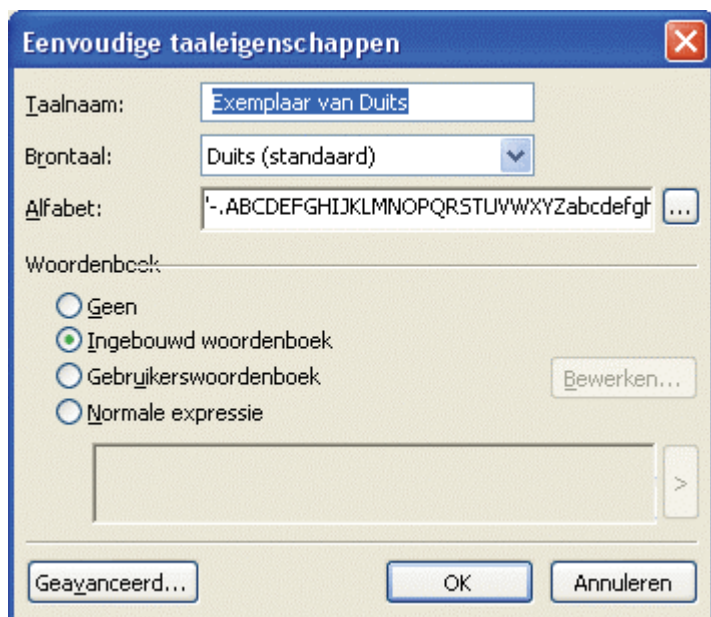 Eenvoudige taaleigenschappen
Taalnaam: Exemplaar van Duits
Brontaal: Duits (standaard)
Alfabet: '-.ABCDEFGHIJKLMNOPQRSTUVWXYZabcdefgh ...
Woordenboek
Geen
Ingebouwd woordenboek
Gebruikerswoordenboek Bewerken...
Normale expressie
>
Geavanceerd... OK Annuleren